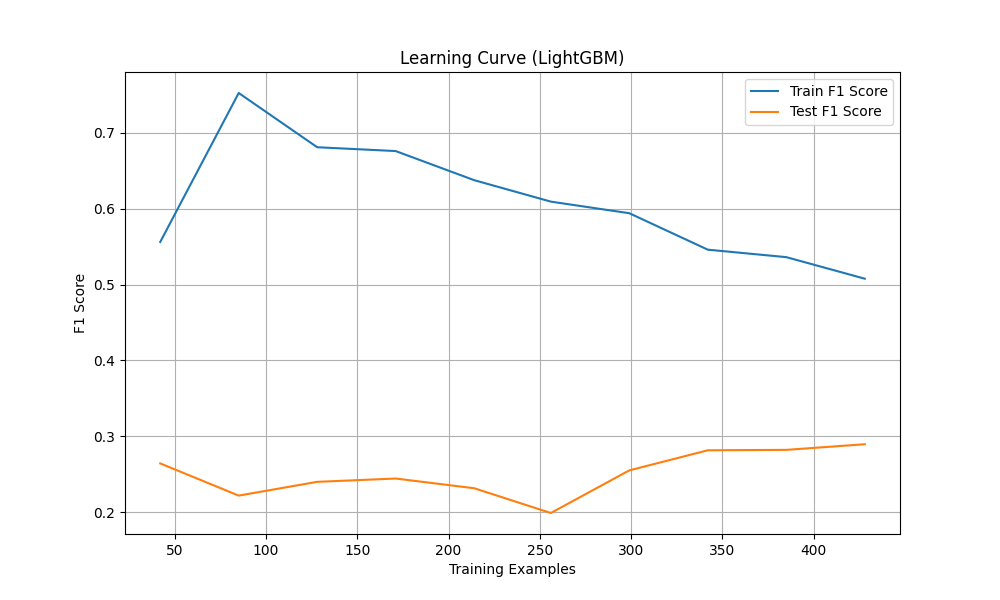 Learning Curve (LightGBM)
Train F1 Score
Test F1 Score
F1 Score
0.7
0.6
0.5
0.4
0.3
0.2
50 100 150 200 250 300 350 400
Training Examples